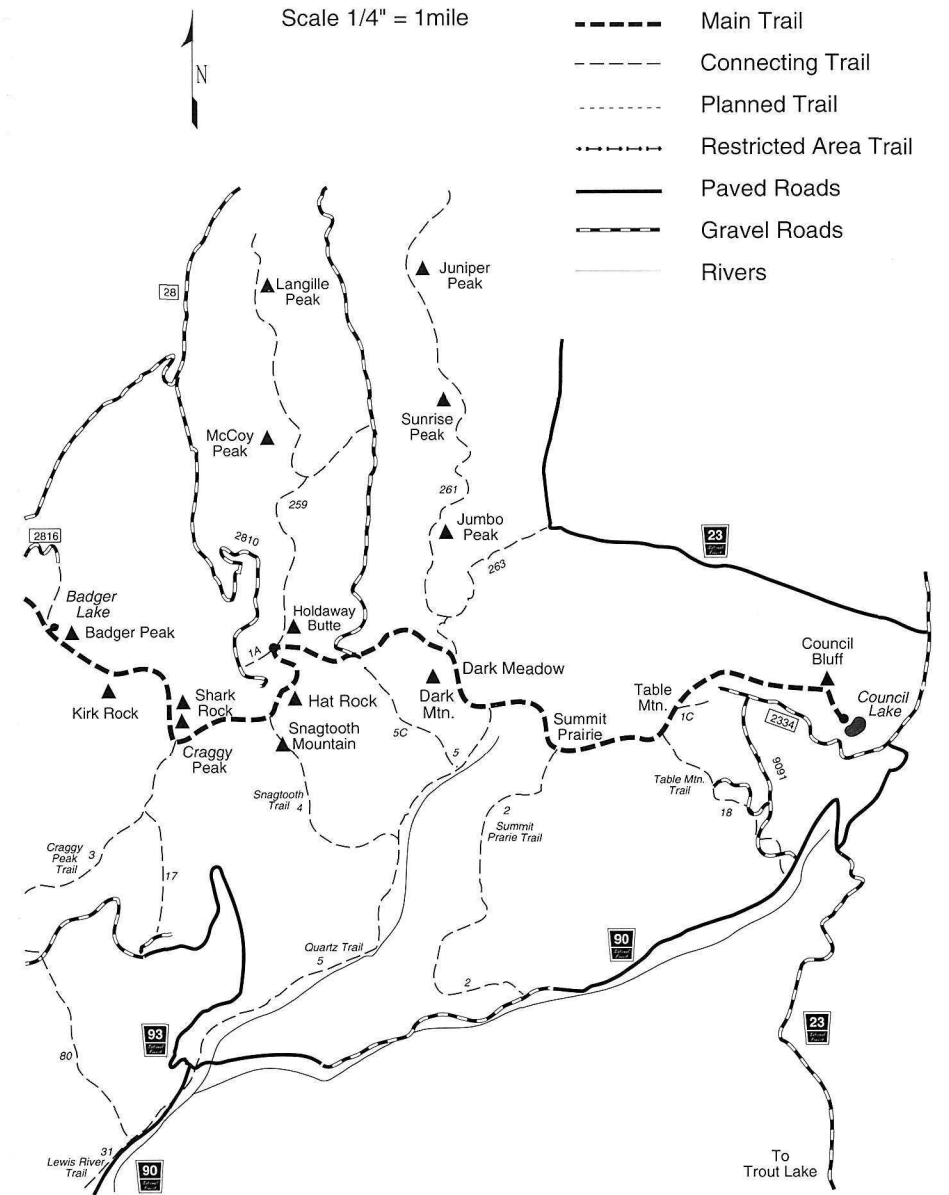 Scale 1/4" = 1mile
N
Main Trail
Connecting Trail
Planned Trail
Restricted Area Trail
Paved Roads
Gravel Roads
Rivers
28
Langille
Peak
Juniper
Peak
McCoy
Peak
Sunrise
Peak
259
261
2816
2810
Jumbo
Peak
23
263
Badger
Lake
Badger Peak
Holdaway
Butte
1A
Kirk Rock
Shark
Rock
Hat Rock
Dark Meadow
Dark
Mtn.
Craggy
Peak
Snagtooth
Mountain
5C
5
Summit
Prairie
Table
Mtn.
1C
Council
Bluff
Council
Lake
2334
9091
Snagtooth
Trail 4
2
Summit
Prarie Trail
Table Mtn.
Trail
18
Craggy
Peak
Trail
3
17
Quartz Trail
5
90
2
93
23
80
31
Lewis River
Trail
90
To
Trout Lake